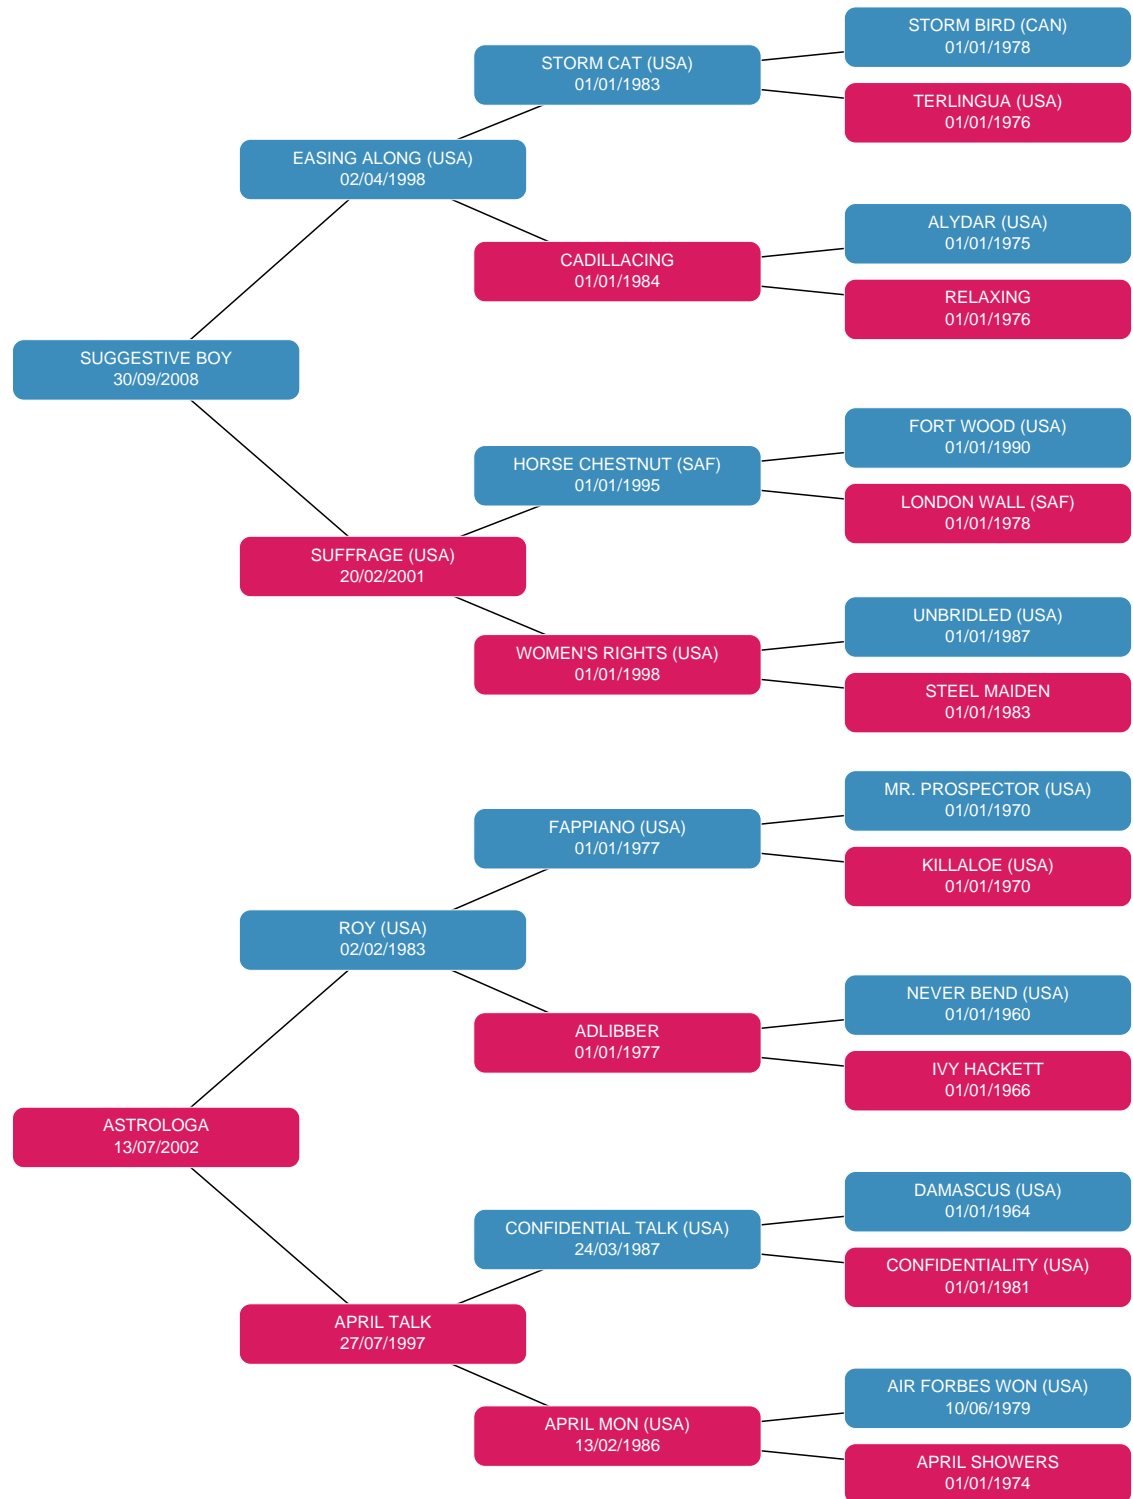 STORM BIRD (CAN)
01/01/1978
STORM CAT (USA)
01/01/1983
TERLINGUA (USA)
01/01/1976
EASING ALONG (USA)
02/04/1998
ALYDAR (USA)
01/01/1975
CADILLACING
01/01/1984
RELAXING
01/01/1976
SUGGESTIVE BOY
30/09/2008
FORT WOOD (USA)
01/01/1990
HORSE CHESTNUT (SAF)
01/01/1995
LONDON WALL (SAF)
01/01/1978
SUFFRAGE (USA)
20/02/2001
UNBRIDLED (USA)
01/01/1987
WOMEN'S RIGHTS (USA)
01/01/1998
STEEL MAIDEN
01/01/1983
MR. PROSPECTOR (USA)
01/01/1970
FAPPIANO (USA)
01/01/1977
KILLALOE (USA)
01/01/1970
ROY (USA)
02/02/1983
NEVER BEND (USA)
01/01/1960
ADLIBBER
01/01/1977
IVY HACKETT
01/01/1966
ASTROLOGA
13/07/2002
DAMASCUS (USA)
01/01/1964
CONFIDENTIAL TALK (USA)
24/03/1987
CONFIDENTIALITY (USA)
01/01/1981
APRIL TALK
27/07/1997
AIR FORBES WON (USA)
10/06/1979
APRIL MON (USA)
13/02/1986
APRIL SHOWERS
01/01/1974